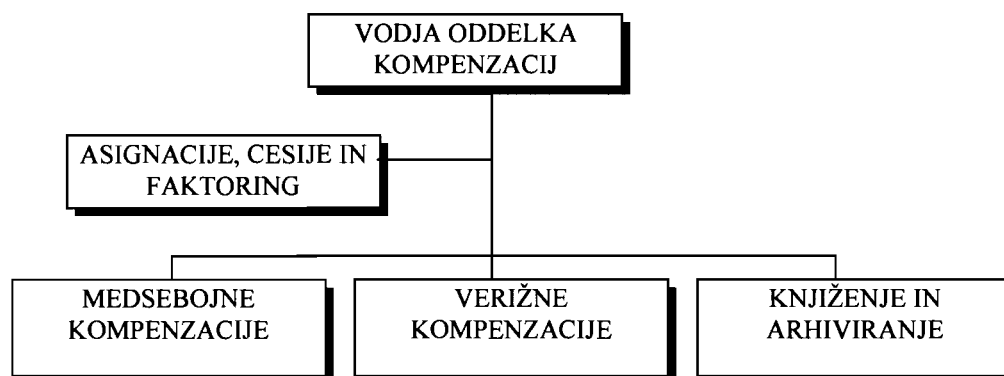 VODJA ODDELKA
KOMPENZACIJ
ASIGNACIJE, CESIJE IN
FAKTORING
MEDSEBOJNE
KOMPENZACIJE
VERIŽNE
KOMPENZACIJE
KNJIŽENJE IN
ARHIVIRANJE